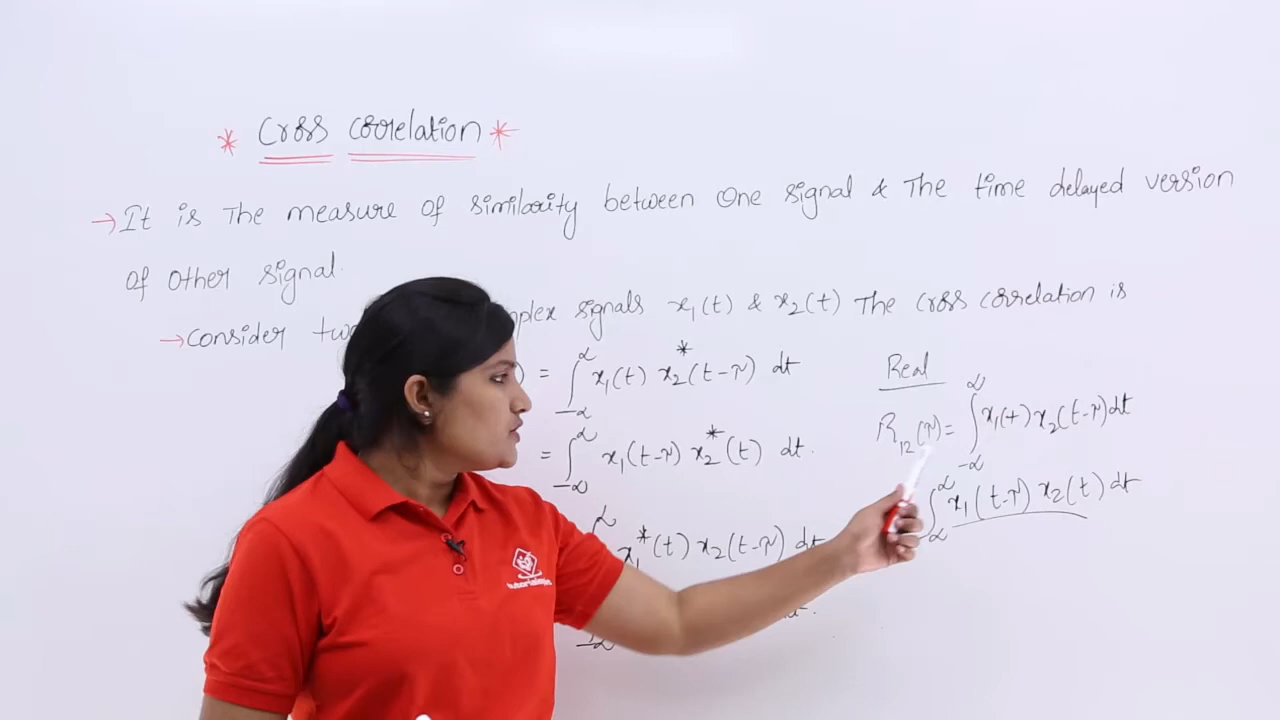 * Cross correlation *
→ It is The measure of similarity between One signal & The time delayed version
of other signal.
→ Consider signals x₁(t) & x₂(t) The cross correlation is
) = ∫_{-∞}^{∞} x₁(t) x₂*(t-τ) dt
= ∫_{-∞}^{∞} x₁(t-τ) x₂*(t) dt.
∫ x₁*(t) x₂(t-τ) dt
dt.
Real
R₁₂(τ) = ∫_{-∞}^{∞} x₁(t) x₂(t-τ) dt
∫_{∞}^{∞} x₁(t-τ) x₂(t) dt
tutorialspoint